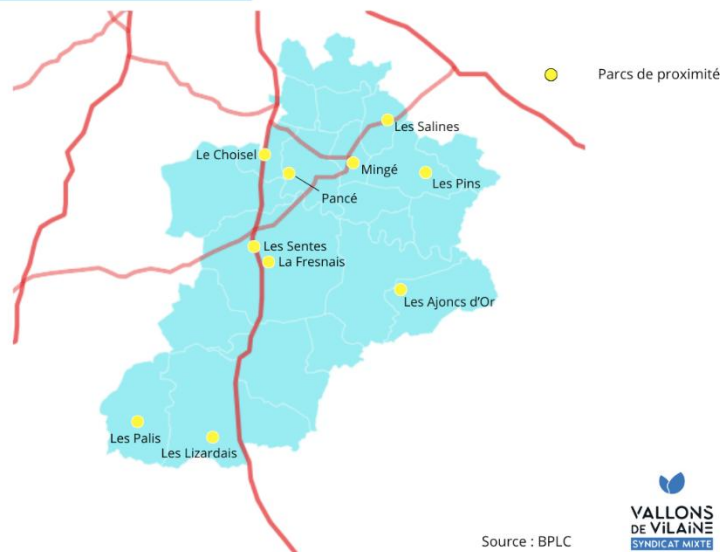 Parcs de proximité
Les Salines
Le Choisel
Mingé
Les Pins
Pancé
Les Sentes
La Fresnais
Les Ajoncs d'Or
Les Palis
Les Lizardais
Source : BPLC
VALLONS
DE VILAINE
SYNDICAT MIXTE